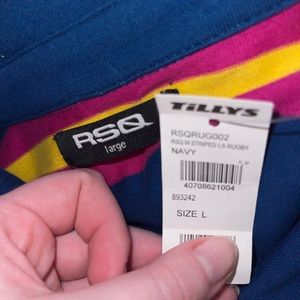 RSQ
large
TiLLYS
RSQRUG002
RSQ M STRIPED LS RUGBY
NAVY
40708621004
893242
SIZE L